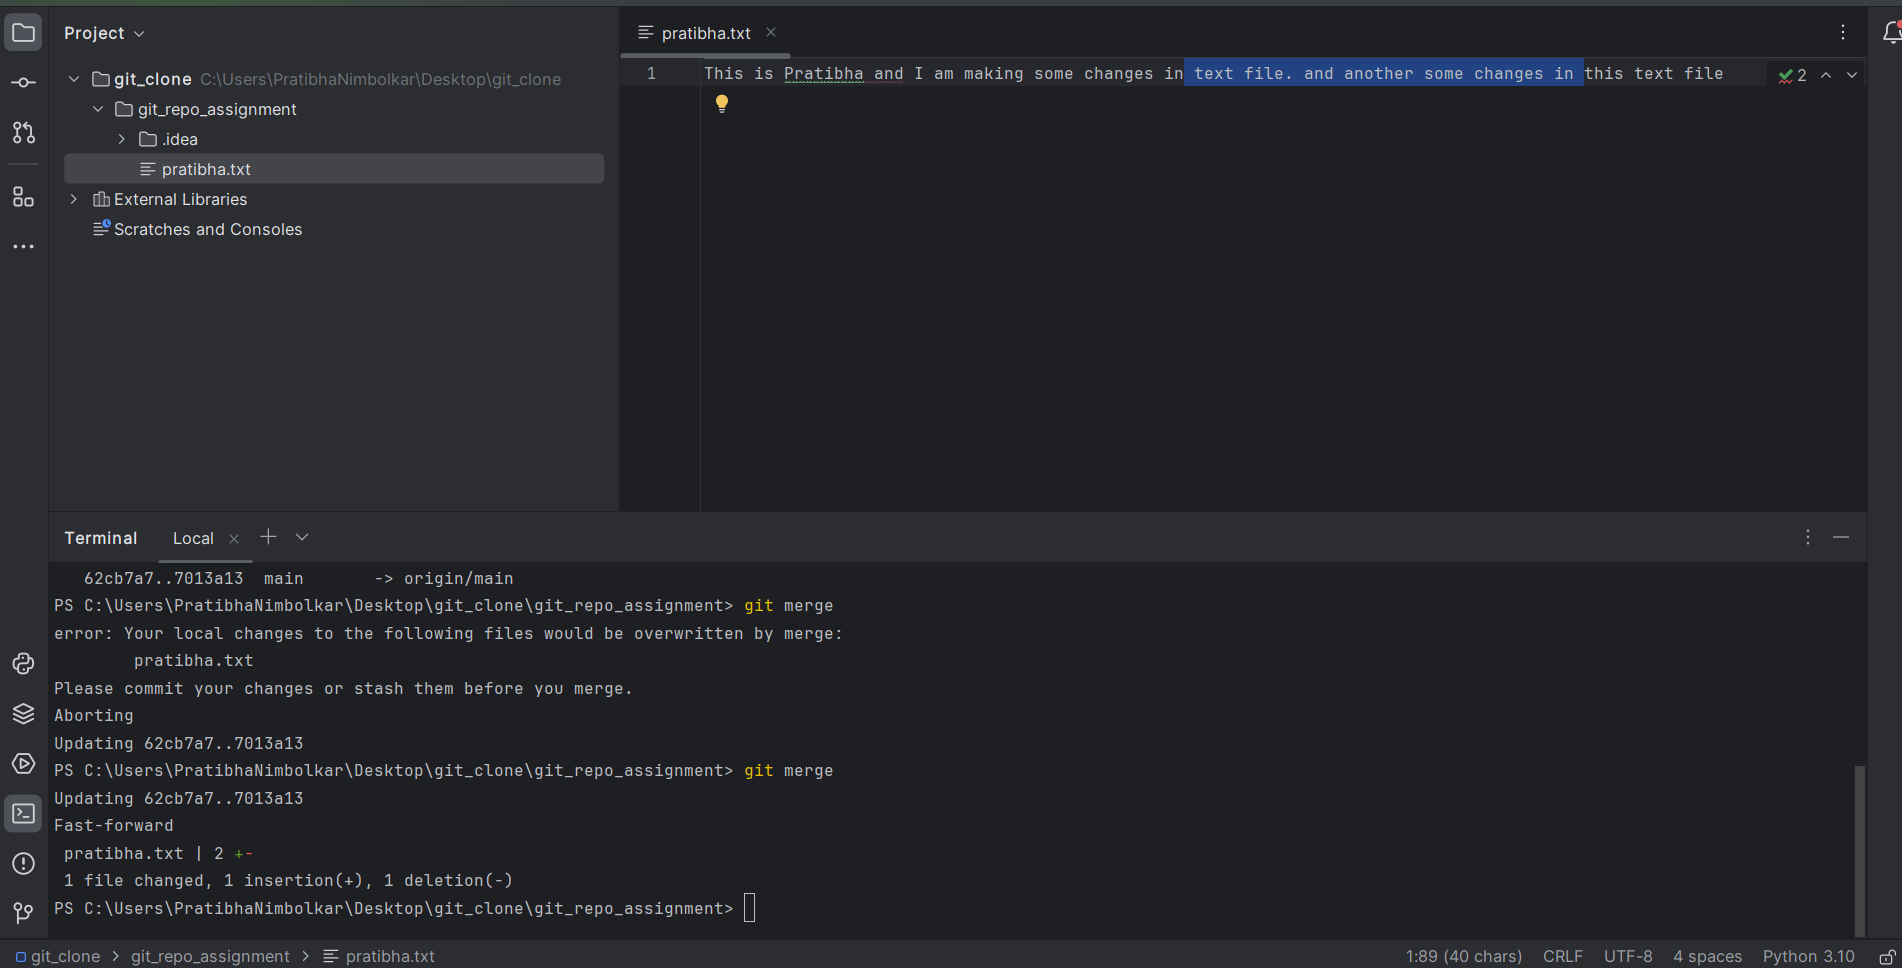 Project
git_clone C:\Users\PratibhaNimbolkar\Desktop\git_clone
git_repo_assignment
.idea
pratibha.txt
External Libraries
Scratches and Consoles
pratibha.txt
1 This is Pratibha and I am making some changes in text file. and another some changes in this text file
2
Terminal Local
62cb7a7..7013a13 main -> origin/main
PS C:\Users\PratibhaNimbolkar\Desktop\git_clone\git_repo_assignment> git merge
error: Your local changes to the following files would be overwritten by merge:
pratibha.txt
Please commit your changes or stash them before you merge.
Aborting
Updating 62cb7a7..7013a13
PS C:\Users\PratibhaNimbolkar\Desktop\git_clone\git_repo_assignment> git merge
Updating 62cb7a7..7013a13
Fast-forward
pratibha.txt | 2 +-
1 file changed, 1 insertion(+), 1 deletion(-)
PS C:\Users\PratibhaNimbolkar\Desktop\git_clone\git_repo_assignment>
git_clone > git_repo_assignment > pratibha.txt 1:89 (40 chars) CRLF UTF-8 4 spaces Python 3.10